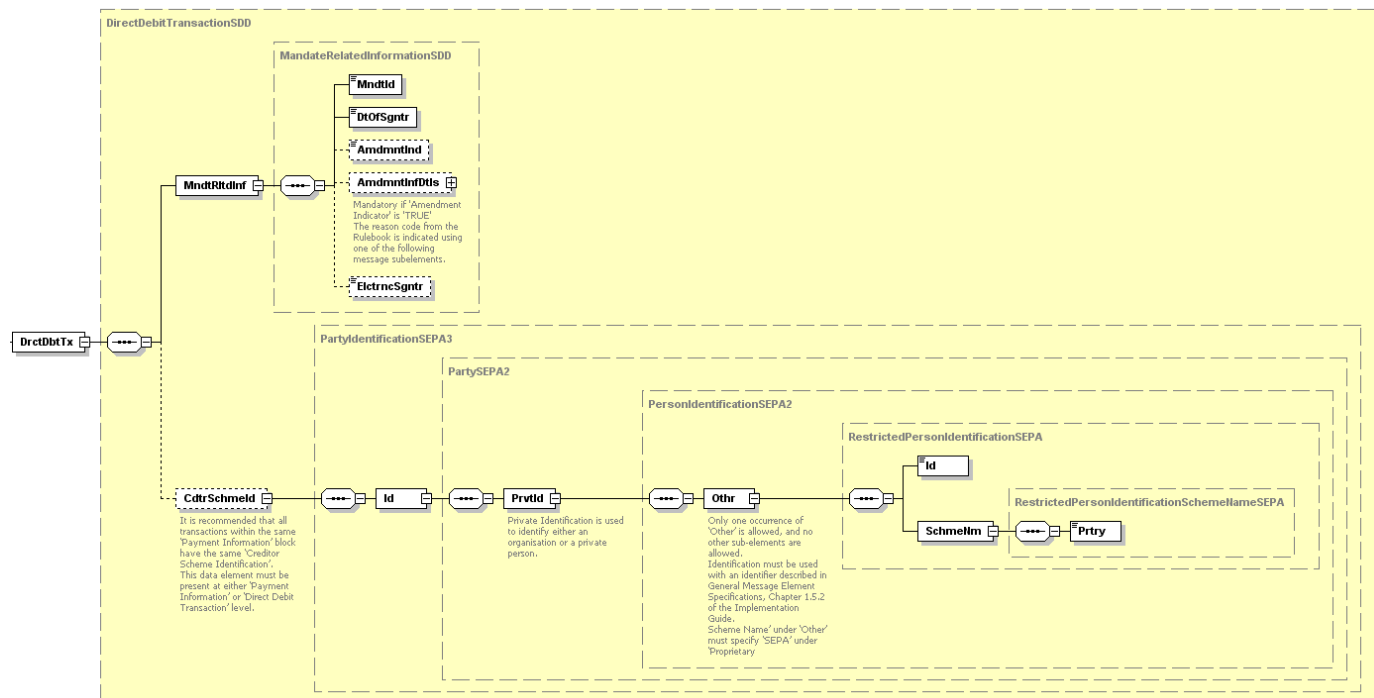 DirectDebitTransactionSDD
MandateRelatedInformationSDD
MndtId
DtOfSgntr
AmdmntInd
MndtRltdInf
AmdmntInfDtls
Mandatory if 'Amendment
Indicator' is 'TRUE'
The reason code from the
Rulebook is indicated using
one of the following
message subelements.
ElctrncSgntr
DrctDbtTx
PartyIdentificationSEPA3
PartySEPA2
PersonIdentificationSEPA2
RestrictedPersonIdentificationSEPA
Id
RestrictedPersonIdentificationSchemeNameSEPA
CdtrSchmeId
Id
PrvtId
Othr
SchmeNm
Prtry
It is recommended that all
transactions within the same
'Payment Information' block
have the same 'Creditor
Scheme Identification'.
This data element must be
present at either 'Payment
Information' or 'Direct Debit
Transaction' level.
Private Identification is used
to identify either an
organisation or a private
person.
Only one occurrence of
'Other' is allowed, and no
other sub-elements are
allowed.
Identification must be used
with an identifier described in
General Message Element
Specifications, Chapter 1.5.2
of the Implementation
Guide.
Scheme Name' under 'Other'
must specify 'SEPA' under
'Proprietary